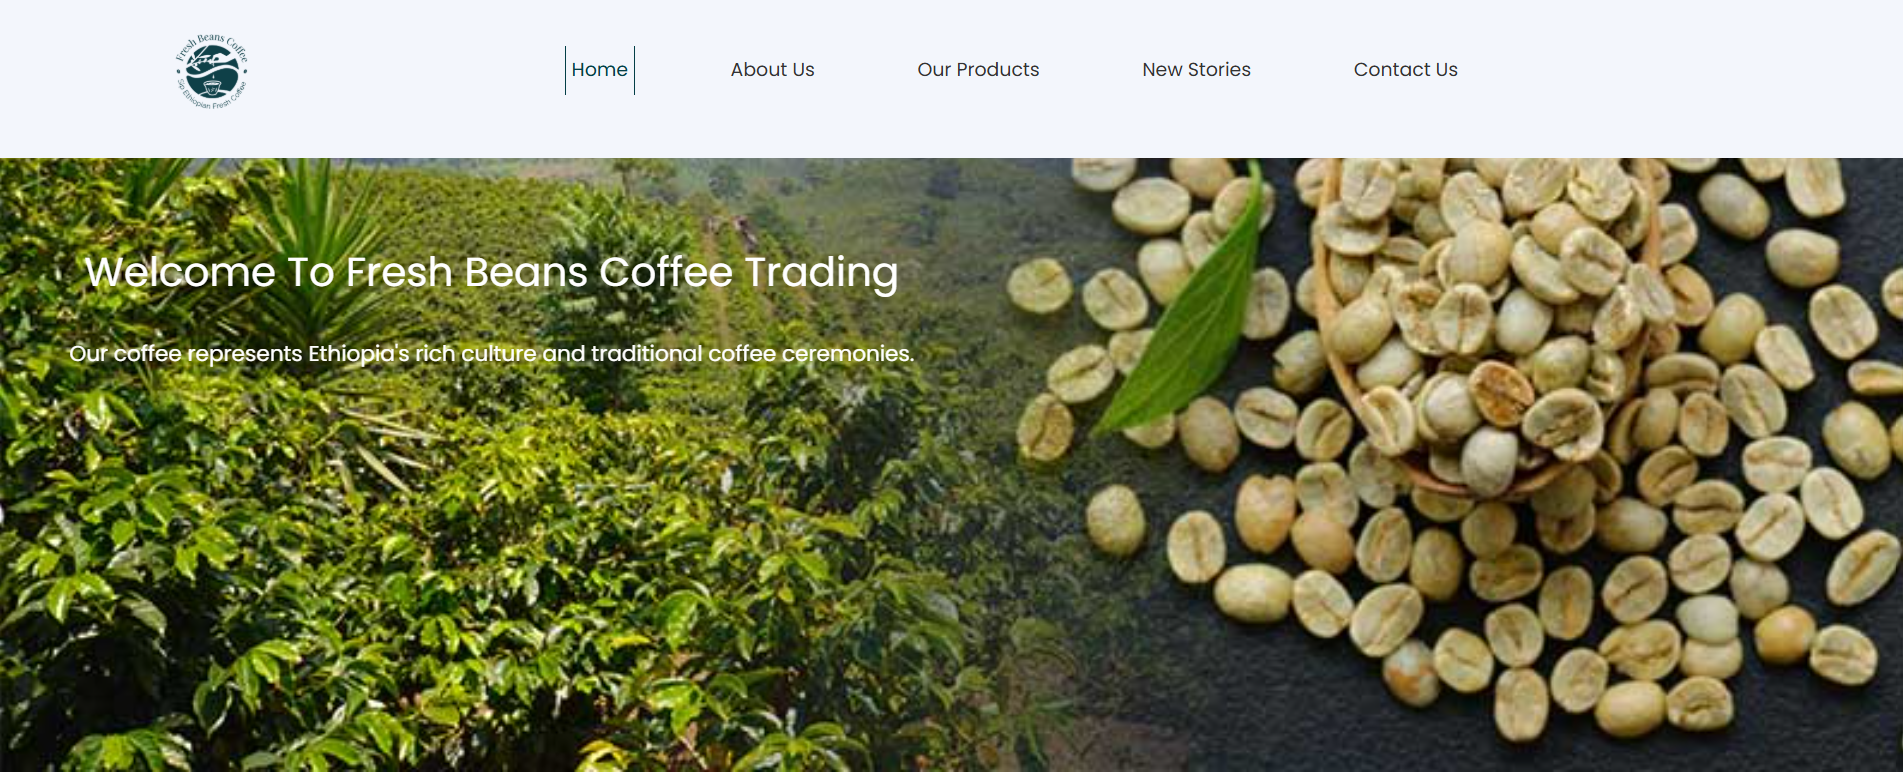 Fresh Beans Coffee
Sip Ethiopian Fresh Coffee
Home
About Us
Our Products
New Stories
Contact Us
Welcome To Fresh Beans Coffee Trading
Our coffee represents Ethiopia's rich culture and traditional coffee ceremonies.